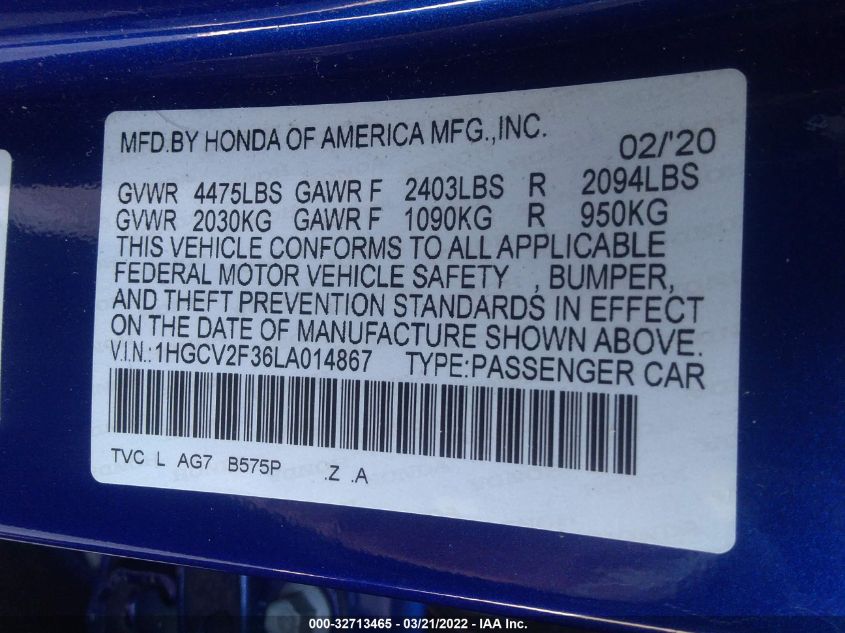 MFD.BY HONDA OF AMERICA MFG.,INC. 02/'20
GVWR 4475LBS GAWR F 2403LBS R 2094LBS
GVWR 2030KG GAWR F 1090KG R 950KG
THIS VEHICLE CONFORMS TO ALL APPLICABLE
FEDERAL MOTOR VEHICLE SAFETY , BUMPER,
AND THEFT PREVENTION STANDARDS IN EFFECT
ON THE DATE OF MANUFACTURE SHOWN ABOVE.
V.I.N.:1HGCV2F36LA014867 TYPE:PASSENGER CAR
TVC L AG7 B575P .Z .A
000-32713465 - 03/21/2022 - IAA Inc.